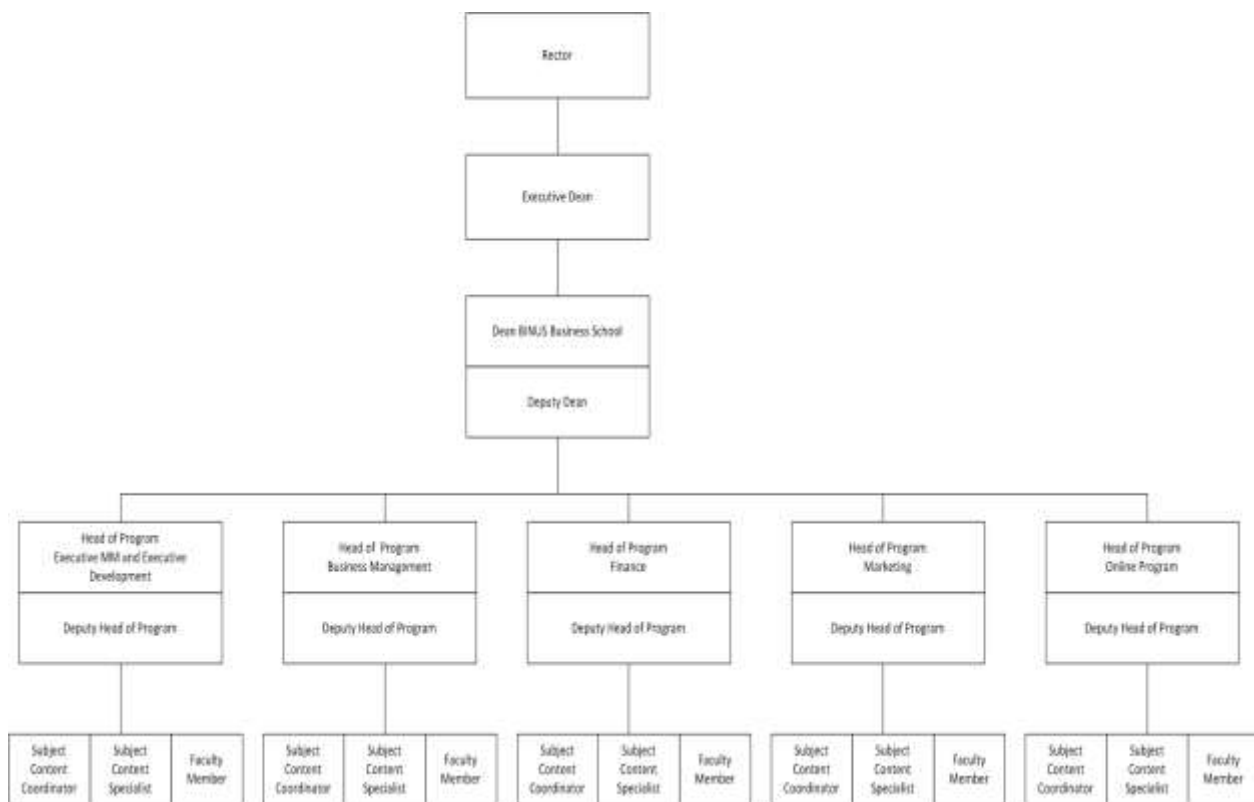 Rector
Executive Dean
Dean BINUS Business School
Deputy Dean
Head of Program
Executive MM and Executive
Development
Deputy Head of Program
Head of Program
Business Management
Deputy Head of Program
Head of Program
Finance
Deputy Head of Program
Head of Program
Marketing
Deputy Head of Program
Head of Program
Online Program
Deputy Head of Program
Subject
Content
Coordinator
Subject
Content
Specialist
Faculty
Member
Subject
Content
Coordinator
Subject
Content
Specialist
Faculty
Member
Subject
Content
Coordinator
Subject
Content
Specialist
Faculty
Member
Subject
Content
Coordinator
Subject
Content
Specialist
Faculty
Member
Subject
Content
Coordinator
Subject
Content
Specialist
Faculty
Member